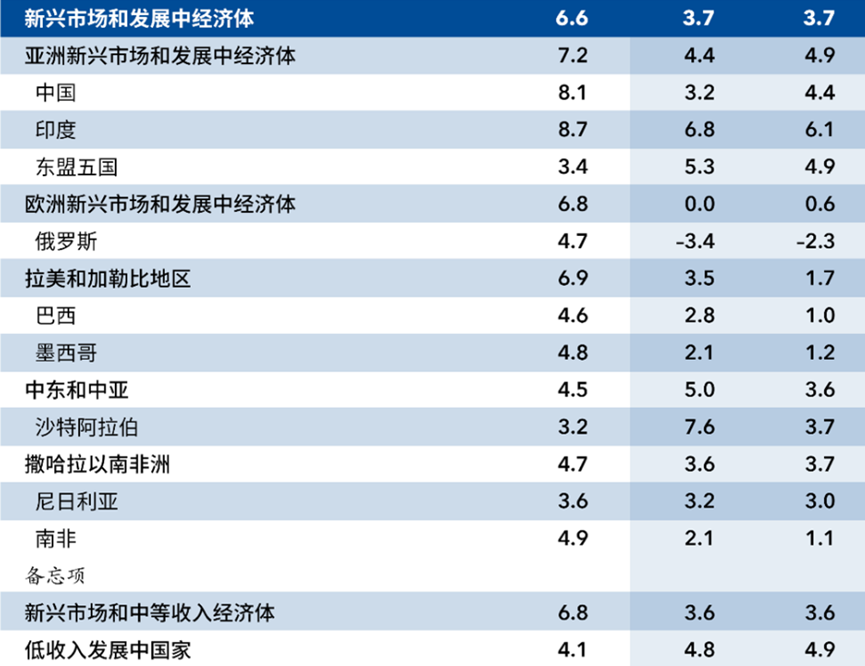 新兴市场和发展中经济体 6.6 3.7 3.7
亚洲新兴市场和发展中经济体 7.2 4.4 4.9
中国 8.1 3.2 4.4
印度 8.7 6.8 6.1
东盟五国 3.4 5.3 4.9
欧洲新兴市场和发展中经济体 6.8 0.0 0.6
俄罗斯 4.7 -3.4 -2.3
拉美和加勒比地区 6.9 3.5 1.7
巴西 4.6 2.8 1.0
墨西哥 4.8 2.1 1.2
中东和中亚 4.5 5.0 3.6
沙特阿拉伯 3.2 7.6 3.7
撒哈拉以南非洲 4.7 3.6 3.7
尼日利亚 3.6 3.2 3.0
南非 4.9 2.1 1.1
备忘项
新兴市场和中等收入经济体 6.8 3.6 3.6
低收入发展中国家 4.1 4.8 4.9